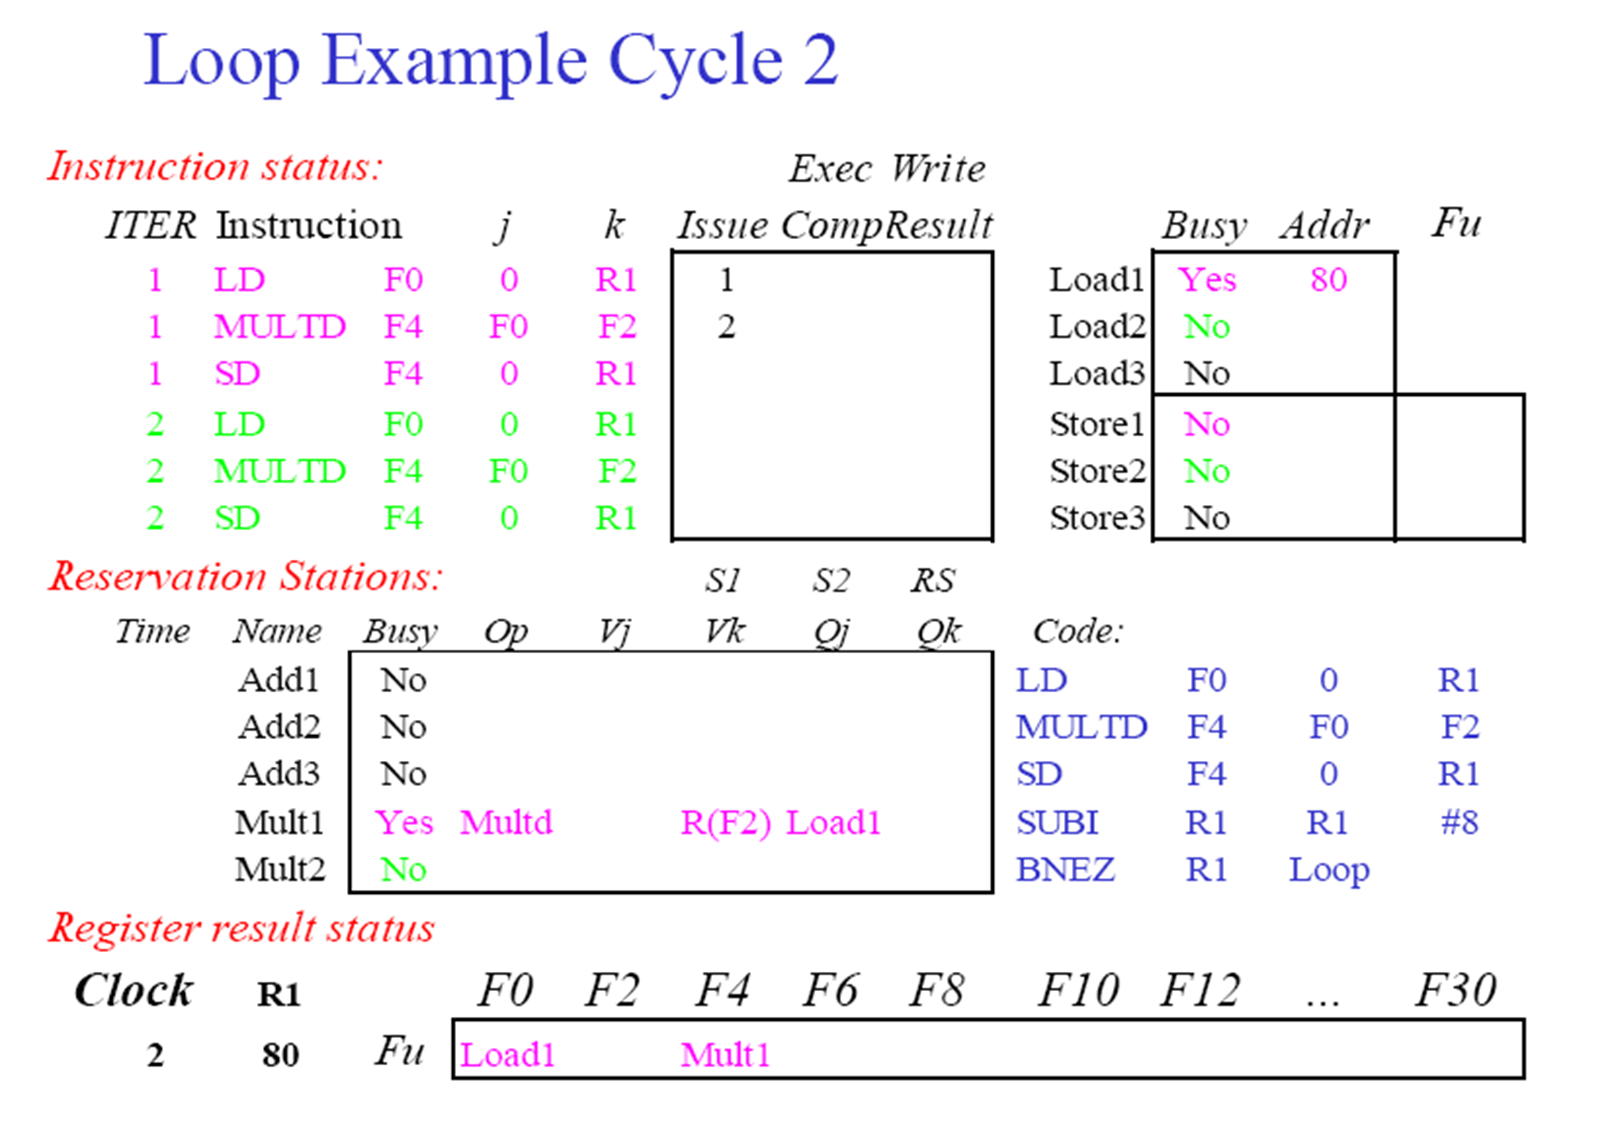 Loop Example Cycle 2
Instruction status: Exec Write
ITER Instruction j k Issue Comp Result Busy Addr Fu
1 LD F0 0 R1 1 Load1 Yes 80
1 MULTD F4 F0 F2 2 Load2 No
1 SD F4 0 R1 Load3 No
2 LD F0 0 R1 Store1 No
2 MULTD F4 F0 F2 Store2 No
2 SD F4 0 R1 Store3 No
Reservation Stations: S1 S2 RS
Time Name Busy Op Vj Vk Qj Qk Code:
Add1 No LD F0 0 R1
Add2 No MULTD F4 F0 F2
Add3 No SD F4 0 R1
Mult1 Yes Multd R(F2) Load1 SUBI R1 R1 #8
Mult2 No BNEZ R1 Loop
Register result status
Clock R1 F0 F2 F4 F6 F8 F10 F12 ... F30
2 80 Fu Load1 Mult1